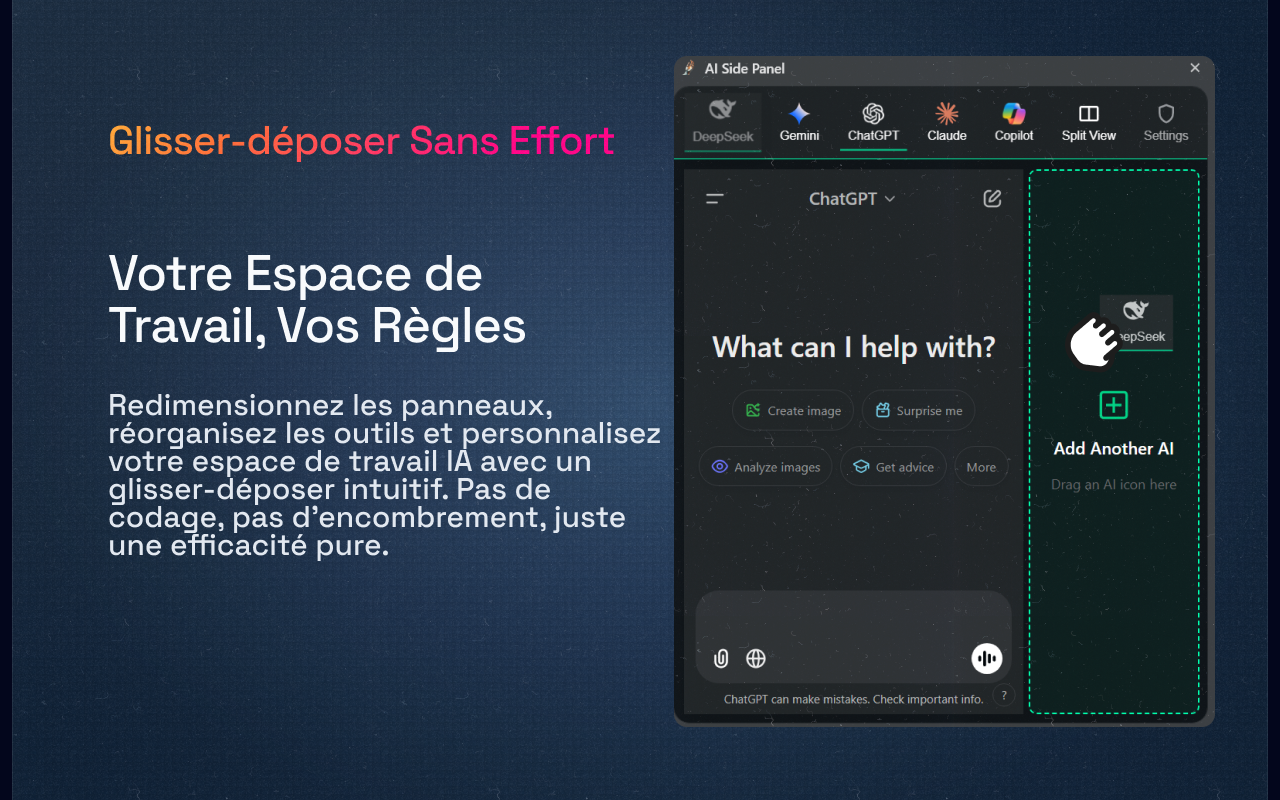 Glisser-déposer Sans Effort
Votre Espace de
Travail, Vos Règles
Redimensionnez les panneaux,
réorganisez les outils et personnalisez
votre espace de travail IA avec un
glisser-déposer intuitif. Pas de
codage, pas d'encombrement, juste
une efficacité pure.
AI Side Panel
DeepSeek
Gemini
ChatGPT
Claude
Copilot
Split View
Settings
ChatGPT
What can I help with?
Create image
Surprise me
Analyze images
Get advice
More
ChatGPT can make mistakes. Check important info.
?
epSeek
Add Another AI
Drag an AI icon here